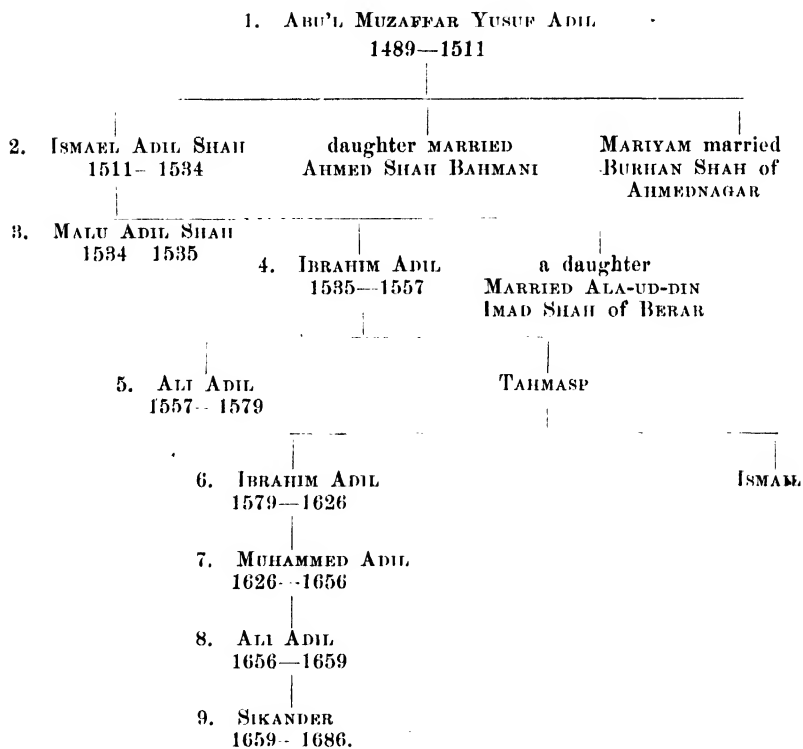 1. ABU'L MUZAFFAR YUSUF ADIL
1489—1511
2. ISMAEL ADIL SHAH
1511– 1534
daughter MARRIED
AHMED SHAH BAHMANI
MARIYAM married
BURHAN SHAH of
AHMEDNAGAR
3. MALU ADIL SHAH
1534 1535
4. IBRAHIM ADIL
1535—1557
a daughter
MARRIED ALA-UD-DIN
IMAD SHAH of BERAR
5. ALI ADIL
1557– 1579
TAHMASP
6. IBRAHIM ADIL
1579—1626
ISMAIL
7. MUHAMMED ADIL
1626–1656
8. ALI ADIL
1656—1659
9. SIKANDER
1659– 1686.